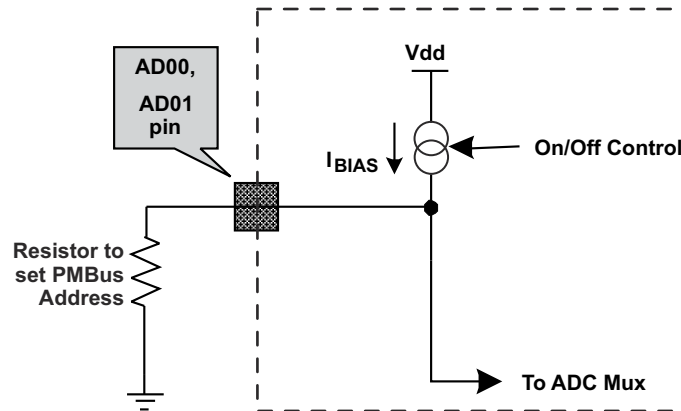 AD00,
AD01
pin
Vdd
IBIAS
On/Off Control
Resistor to
set PMBus
Address
To ADC Mux